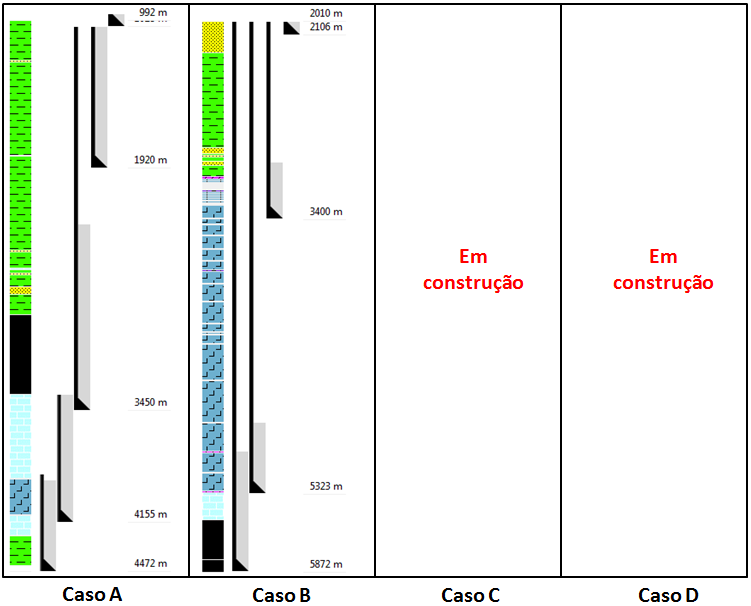 992 m
1920 m
3450 m
4155 m
4472 m
Caso A
2010 m
2106 m
3400 m
5323 m
5872 m
Caso B
Em
construção
Caso C
Em
construção
Caso D